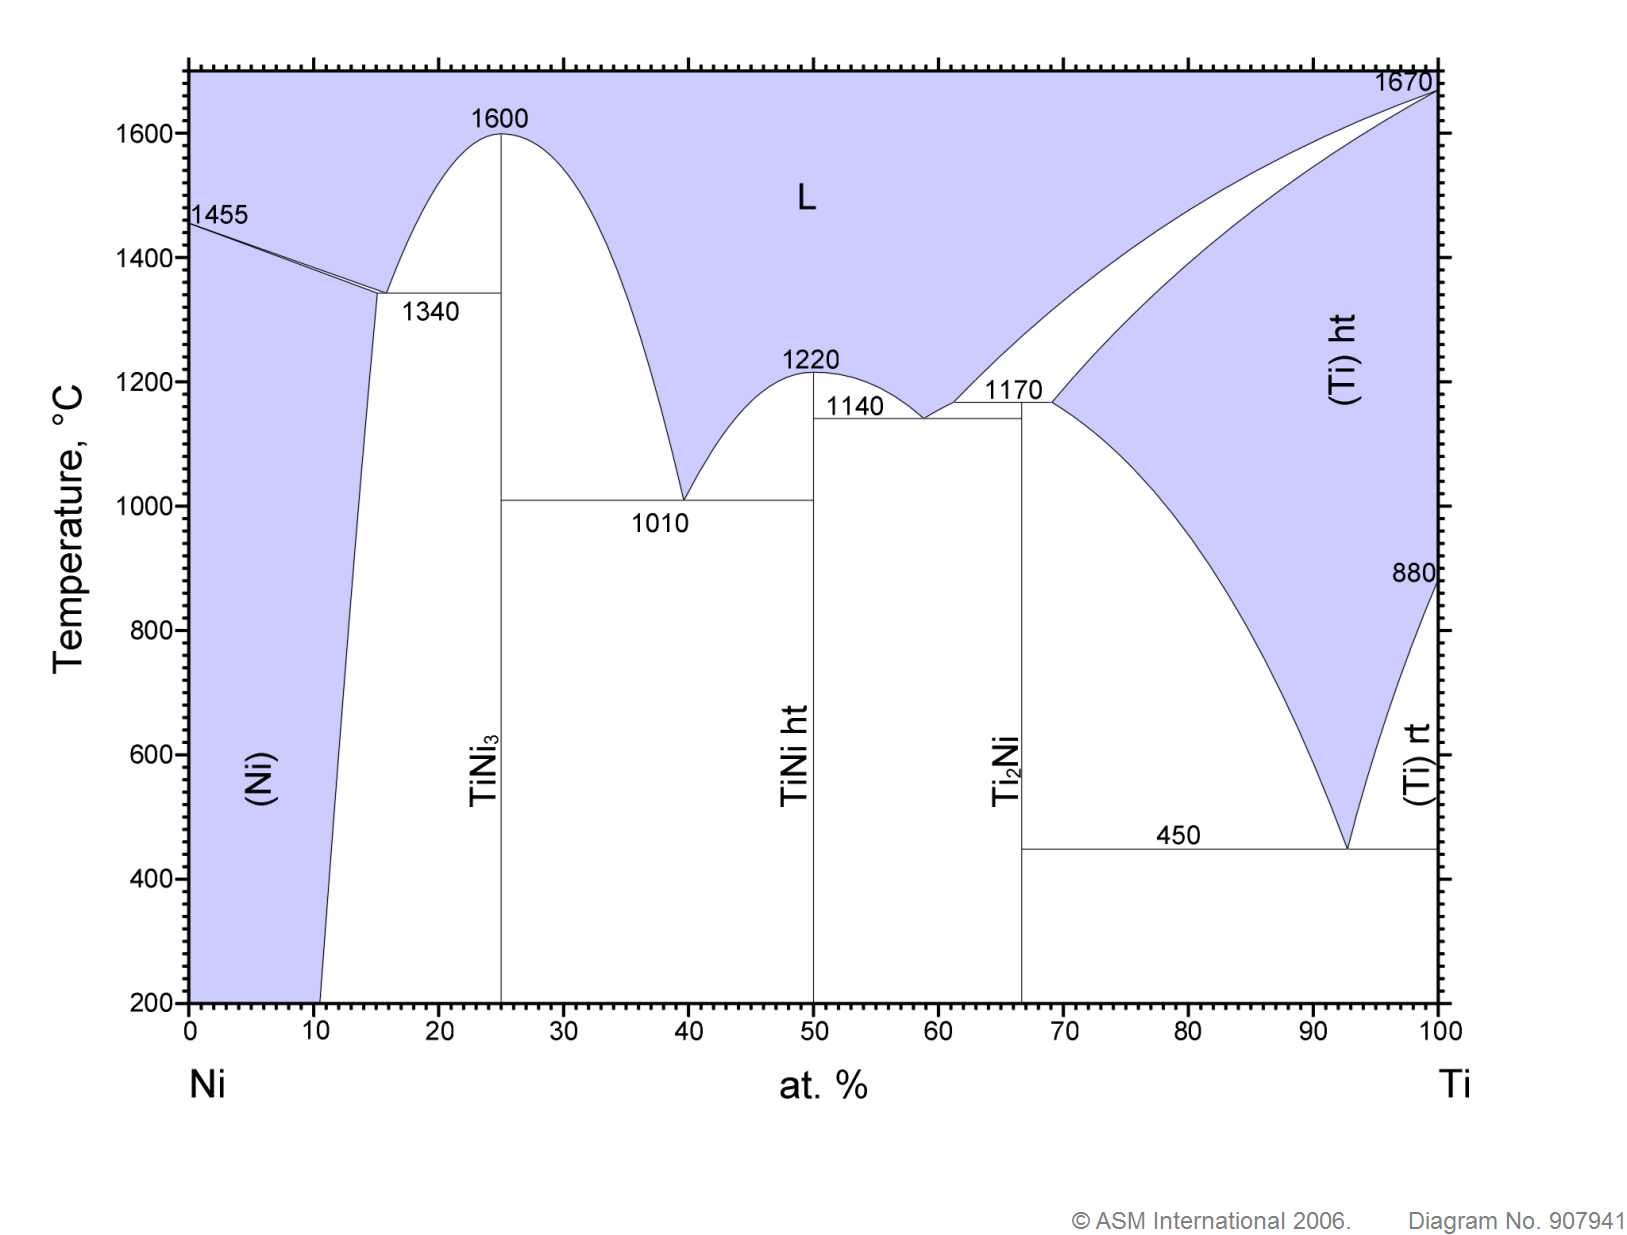 1670
1600
1600
L
1455
1400
1340
(Ti) ht
1220
1200
1170
1140
Temperature, °C
1000
1010
880
800
TiNi ht
TiNi₃
Ti₂Ni
(Ti) rt
(Ni)
600
450
400
200
0 10 20 30 40 50 60 70 80 90 100
Ni at. % Ti
© ASM International 2006. Diagram No. 907941